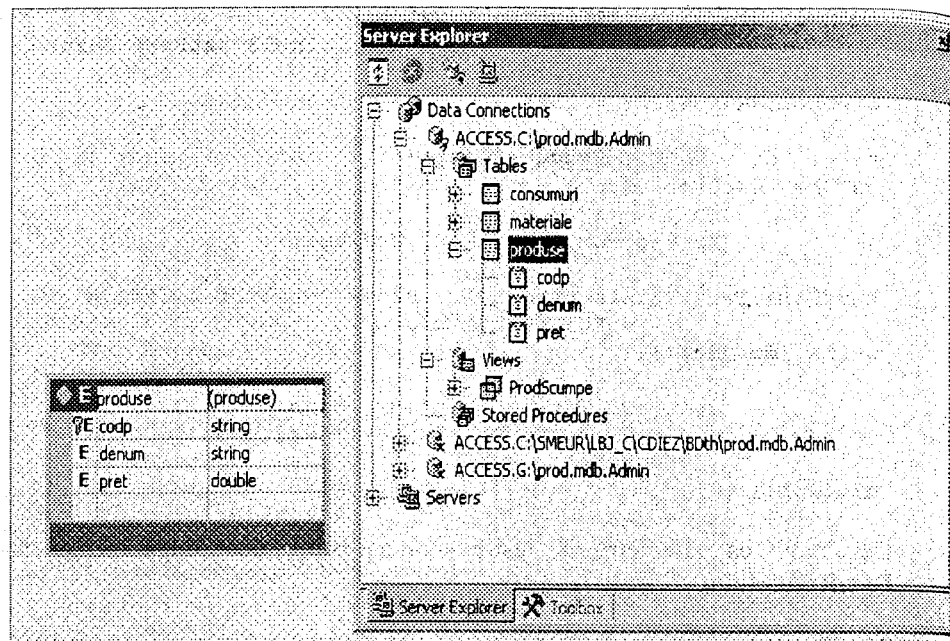 Server Explorer
Data Connections
ACCESS.C:\prod.mdb.Admin
Tables
consumuri
materiale
produse
codp
denum
pret
Views
ProdScumpe
Stored Procedures
ACCESS.C:\SMEUR\LBJ_C\CDIEZ\BDth\prod.mdb.Admin
ACCESS.G:\prod.mdb.Admin
Servers
Server Explorer Toolbox
E produse (produse)
E codp string
E denum string
E pret double